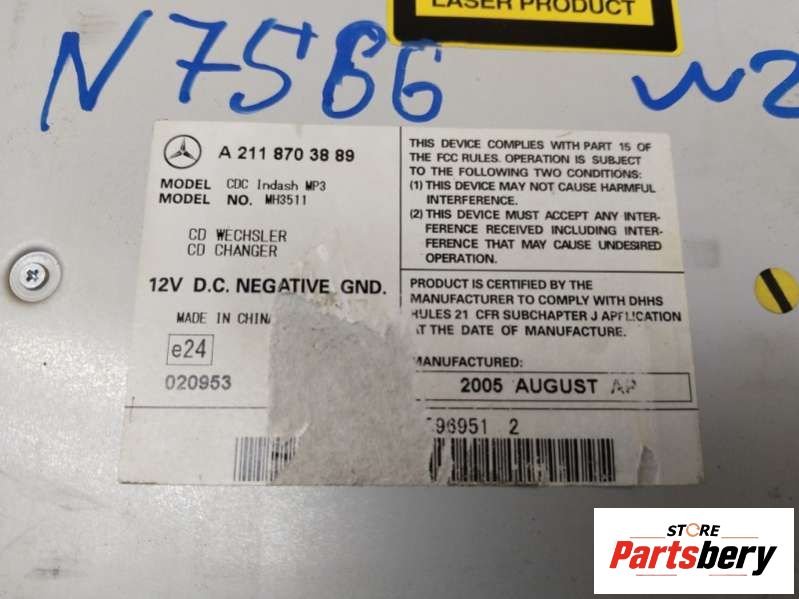 LASER PRODUCT
N 7586
A 211 870 38 89
MODEL CDC Indash MP3
MODEL NO. MH3511
CD WECHSLER
CD CHANGER
12V D.C. NEGATIVE GND.
MADE IN CHINA
e24
020953
THIS DEVICE COMPLIES WITH PART 15 OF
THE FCC RULES. OPERATION IS SUBJECT
TO THE FOLLOWING TWO CONDITIONS:
(1) THIS DEVICE MAY NOT CAUSE HARMFUL
INTERFERENCE.
(2) THIS DEVICE MUST ACCEPT ANY INTER-
FERENCE RECEIVED INCLUDING INTER-
FERENCE THAT MAY CAUSE UNDESIRED
OPERATION.
PRODUCT IS CERTIFIED BY THE
MANUFACTURER TO COMPLY WITH DHHS
RULES 21 CFR SUBCHAPTER J APPLICATION
AT THE DATE OF MANUFACTURE.
MANUFACTURED:
2005 AUGUST
96951 2
STORE
Partsbery